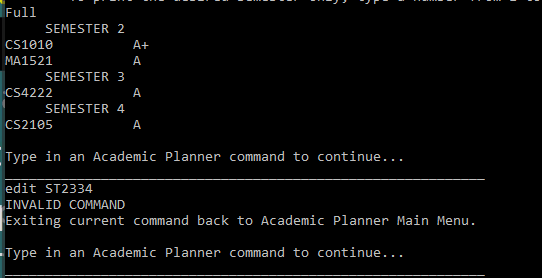 To print the desired semester only, type a number from 1 to
Full
SEMESTER 2
CS1010 A+
MA1521 A
SEMESTER 3
CS4222 A
SEMESTER 4
CS2105 A
Type in an Academic Planner command to continue...
edit ST2334
INVALID COMMAND
Exiting current command back to Academic Planner Main Menu.
Type in an Academic Planner command to continue...